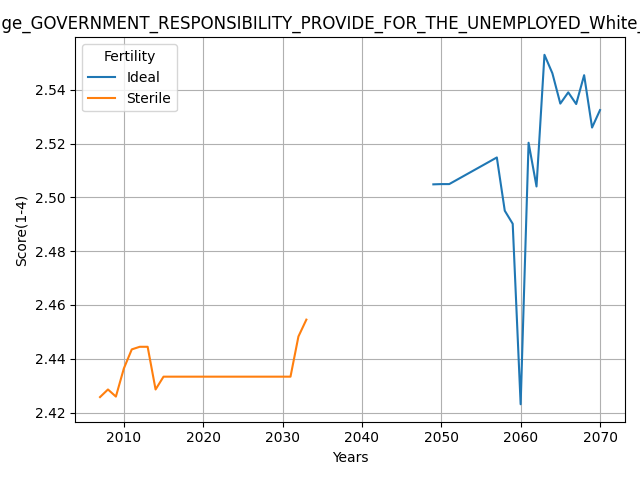 ge_GOVERNMENT_RESPONSIBILITY_PROVIDE_FOR_THE_UNEMPLOYED_White_
Fertility
Ideal
Sterile
2.54
2.52
2.50
2.48
2.46
2.44
2.42
Score(1-4)
2010 2020 2030 2040 2050 2060 2070
Years